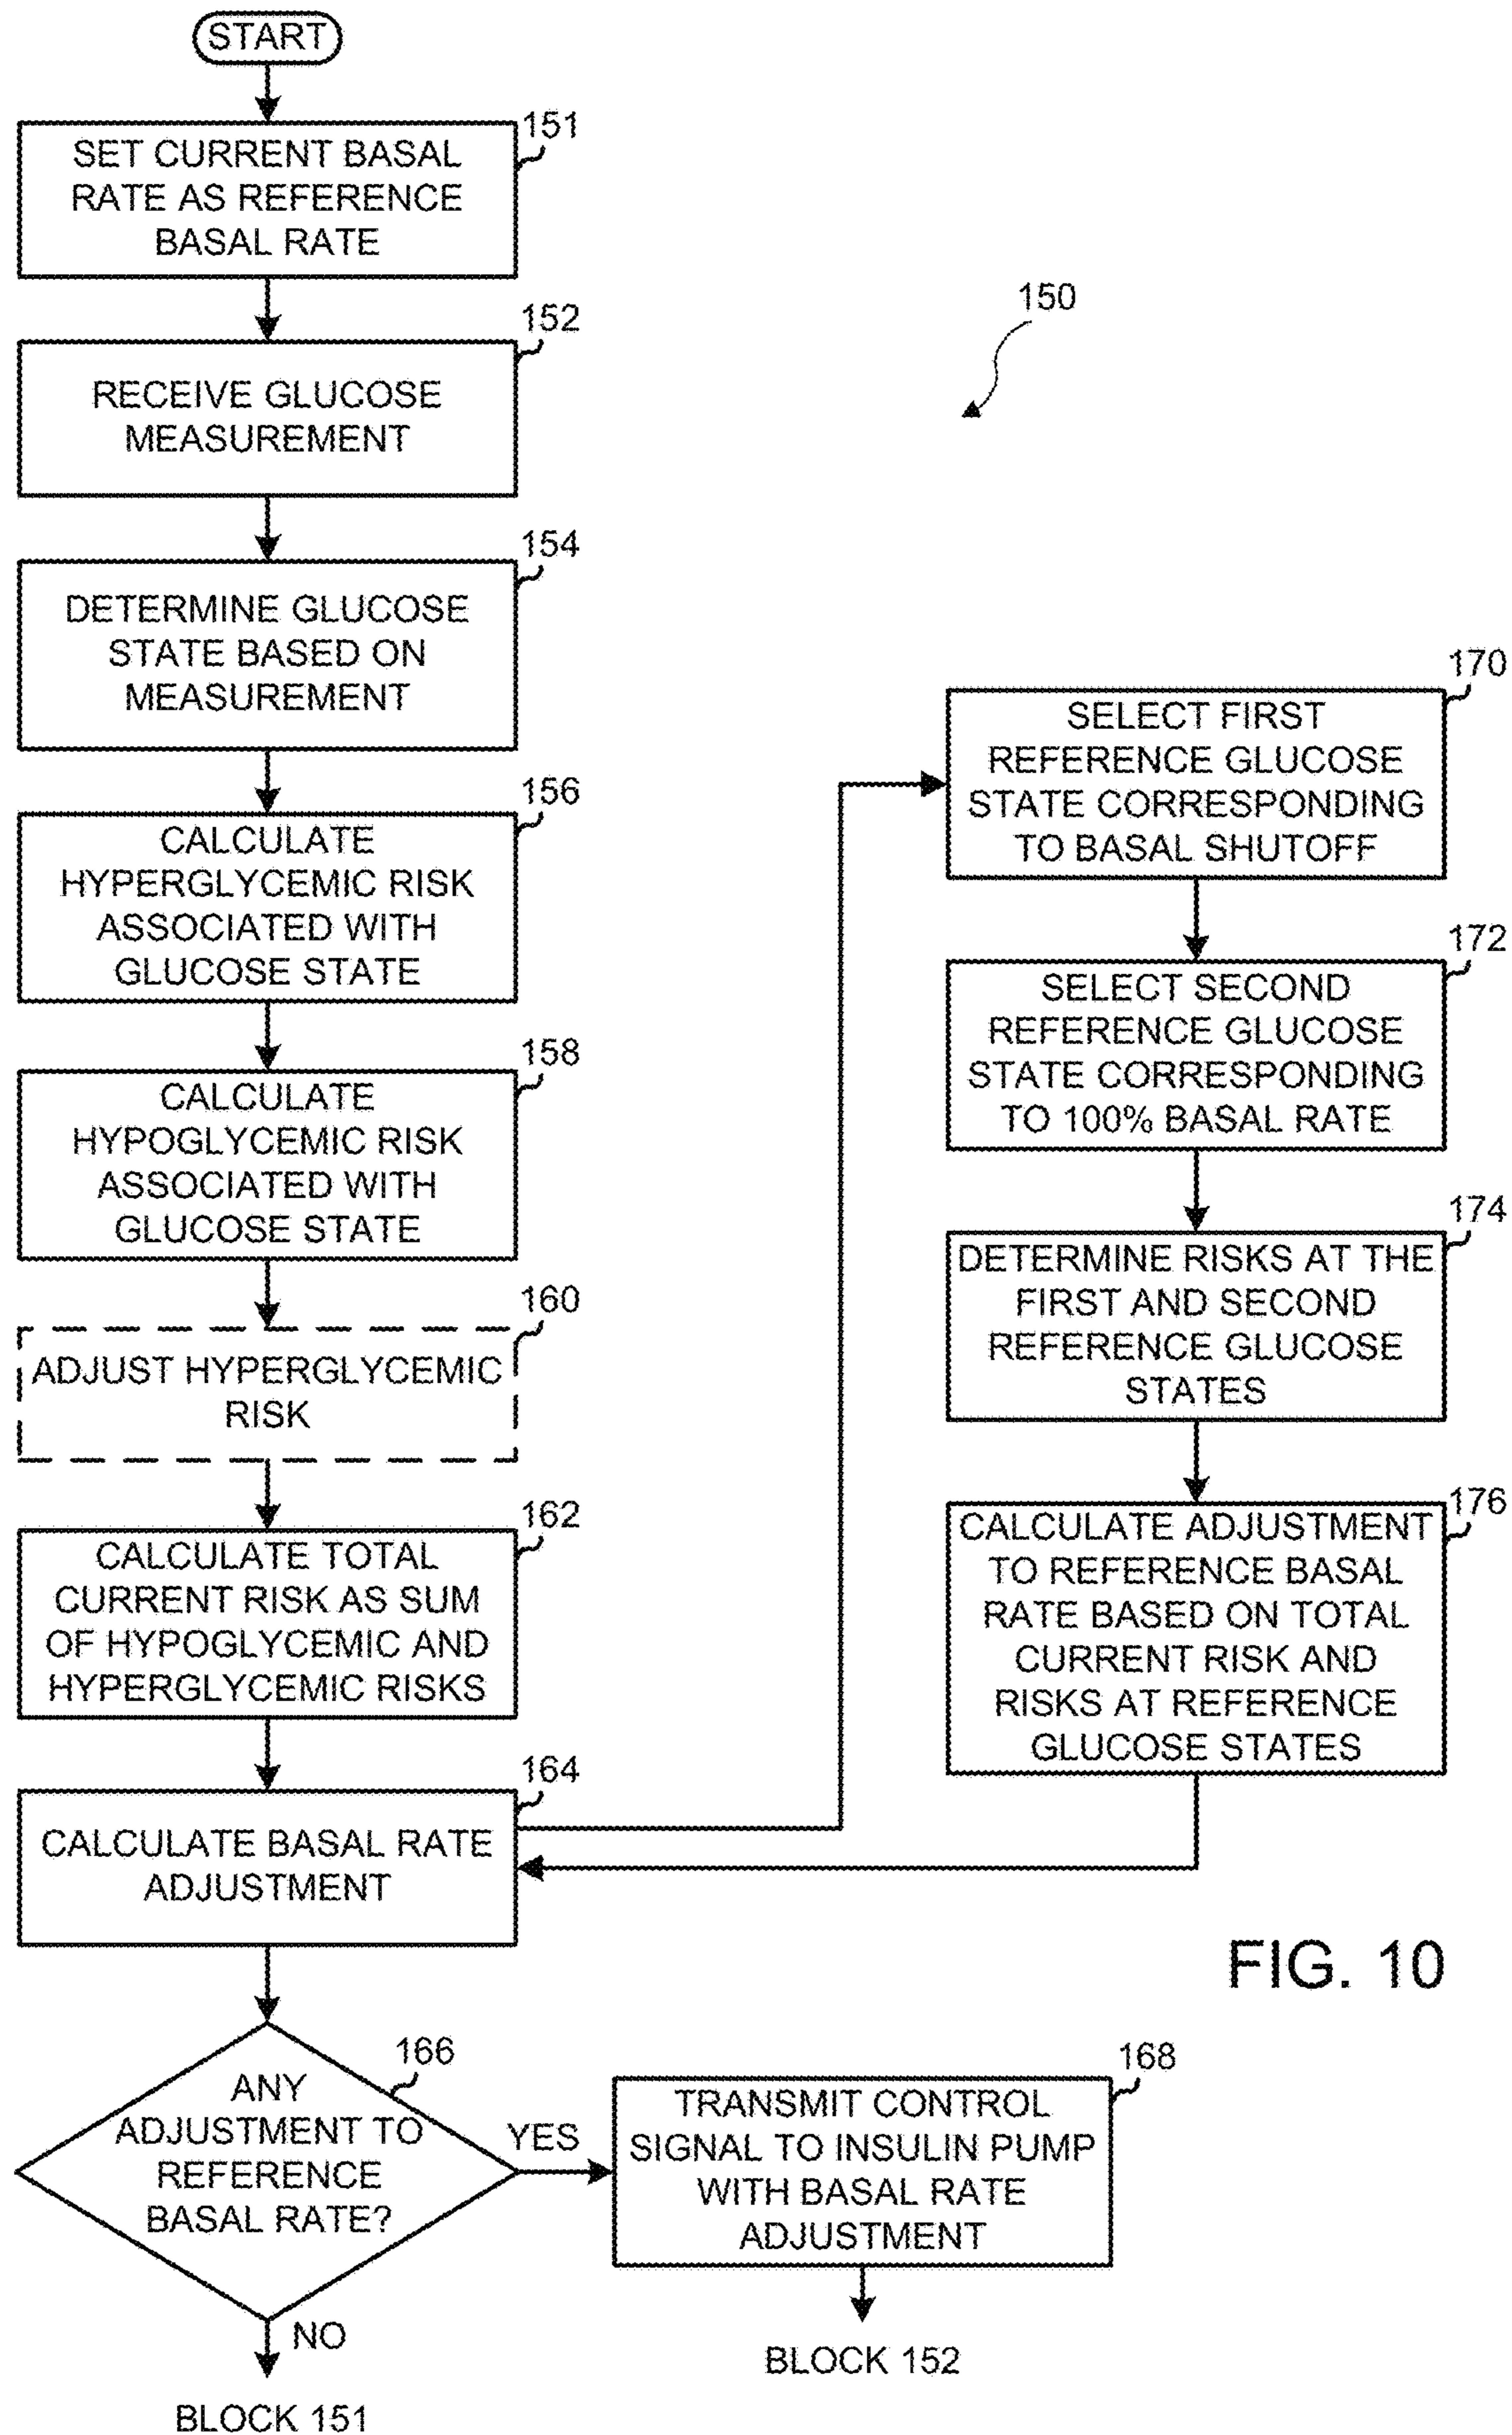 START
151
SET CURRENT BASAL
RATE AS REFERENCE
BASAL RATE
152
RECEIVE GLUCOSE
MEASUREMENT
150
154
DETERMINE GLUCOSE
STATE BASED ON
MEASUREMENT
156
CALCULATE
HYPERGLYCEMIC RISK
ASSOCIATED WITH
GLUCOSE STATE
158
CALCULATE
HYPOGLYCEMIC RISK
ASSOCIATED WITH
GLUCOSE STATE
160
ADJUST HYPERGLYCEMIC
RISK
162
CALCULATE TOTAL
CURRENT RISK AS SUM
OF HYPOGLYCEMIC AND
HYPERGLYCEMIC RISKS
164
CALCULATE BASAL RATE
ADJUSTMENT
170
SELECT FIRST
REFERENCE GLUCOSE
STATE CORRESPONDING
TO BASAL SHUTOFF
172
SELECT SECOND
REFERENCE GLUCOSE
STATE CORRESPONDING
TO 100% BASAL RATE
174
DETERMINE RISKS AT THE
FIRST AND SECOND
REFERENCE GLUCOSE
STATES
176
CALCULATE ADJUSTMENT
TO REFERENCE BASAL
RATE BASED ON TOTAL
CURRENT RISK AND
RISKS AT REFERENCE
GLUCOSE STATES
FIG. 10
166
ANY
ADJUSTMENT TO
REFERENCE
BASAL RATE?
YES
168
TRANSMIT CONTROL
SIGNAL TO INSULIN PUMP
WITH BASAL RATE
ADJUSTMENT
NO
BLOCK 152
BLOCK 151